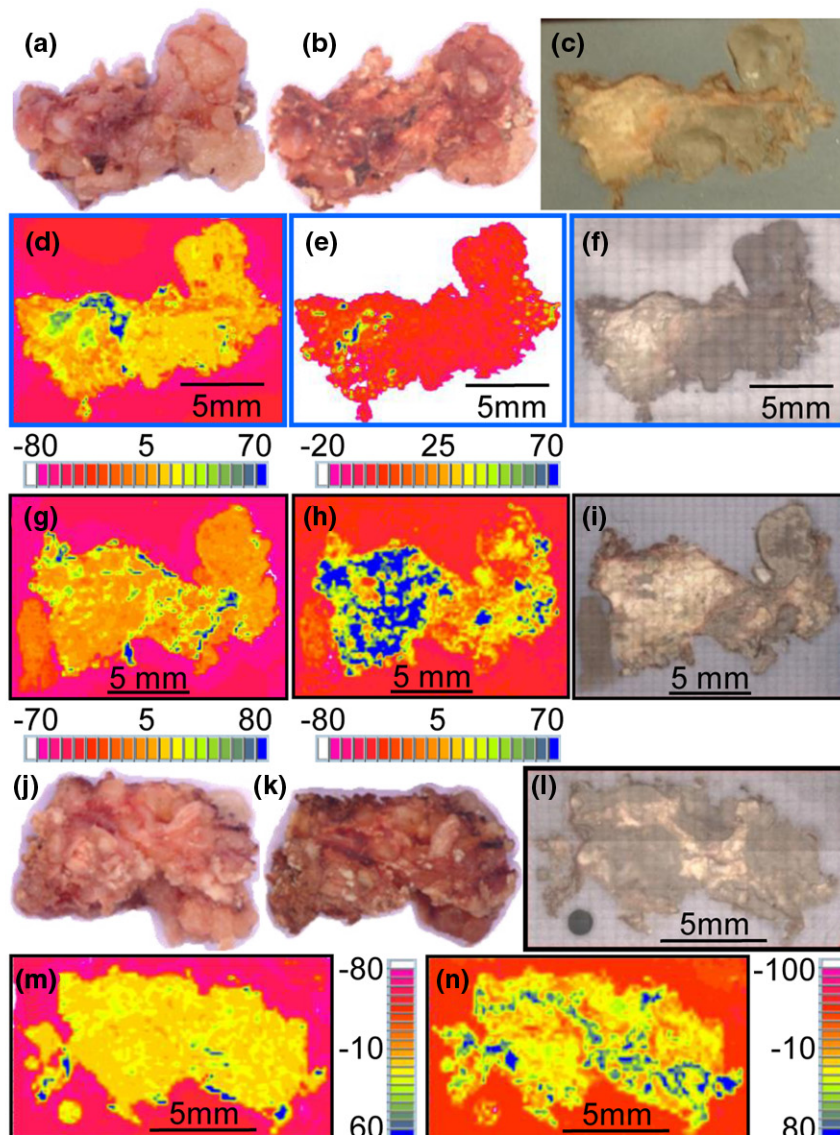 (a) (b) (c)
(d) (e) (f)
5mm 5mm 5mm
-80 5 70 -20 25 70
(g) (h) (i)
5 mm 5 mm 5 mm
-70 5 80 -80 5 70
(j) (k) (l)
5mm
(m) -80 (n) -100
-10 -10
5mm 60 5mm 80